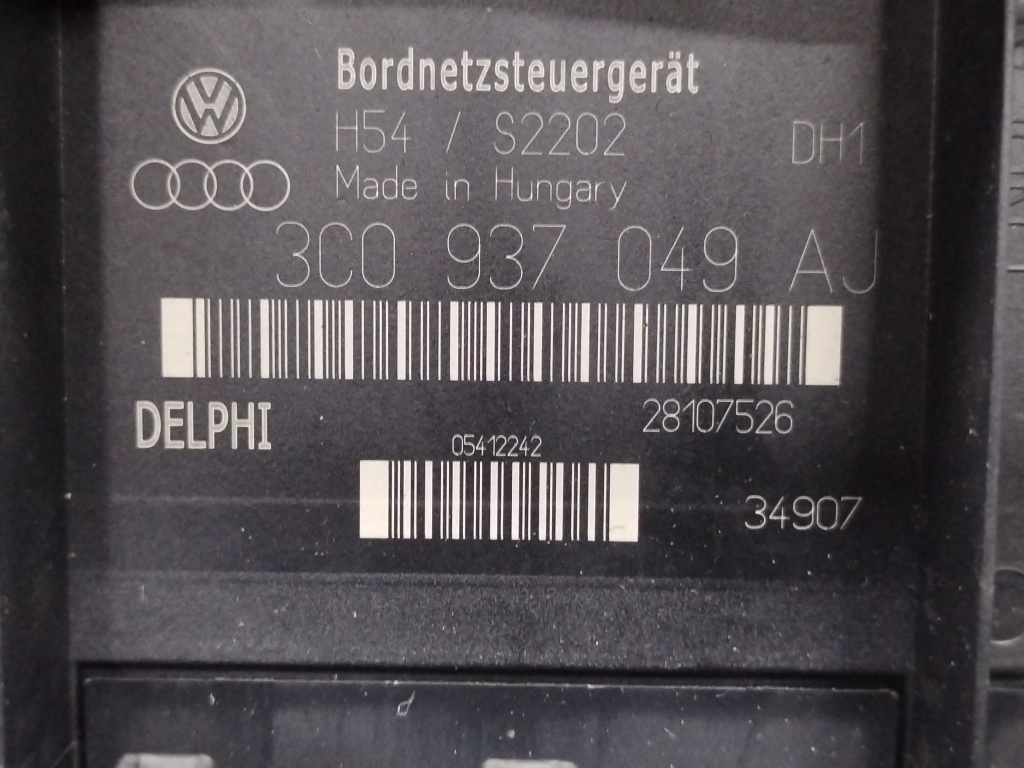 Bordnetzsteuergerät
H54 / S2202 DH1
Made in Hungary
3C0 937 049 AJ
DELPHI 28107526
05412242
34907